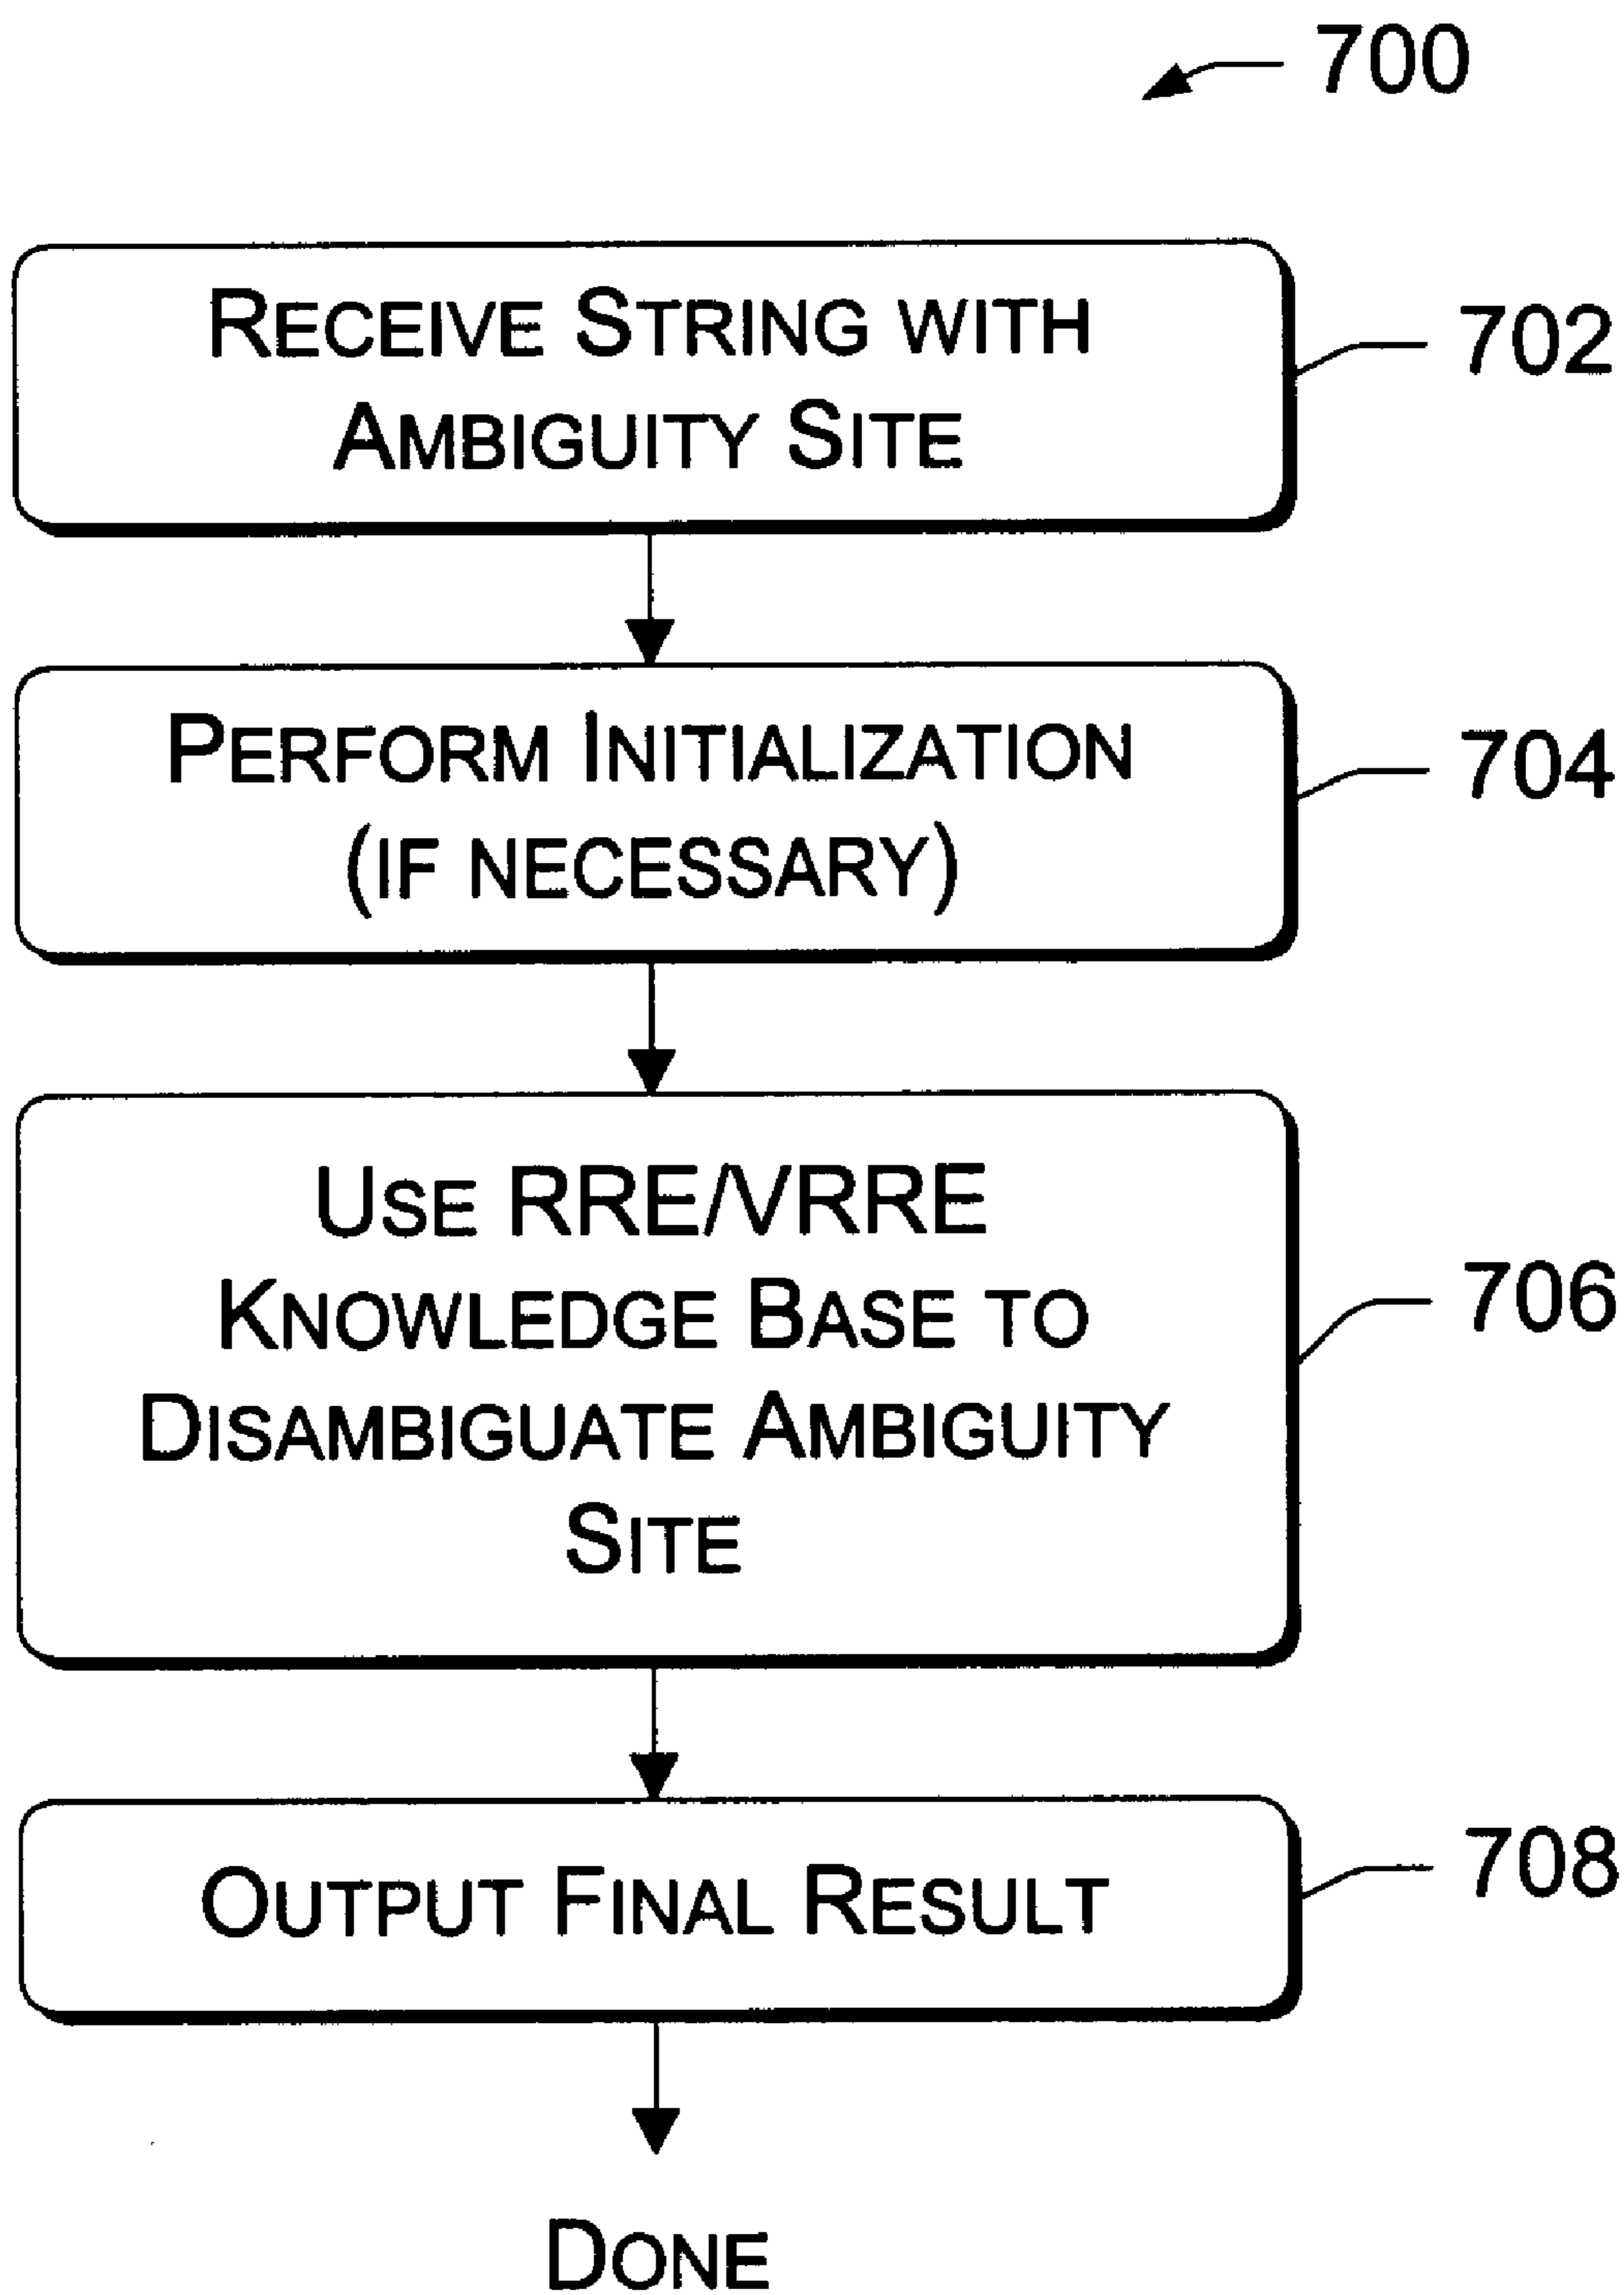 700
RECEIVE STRING WITH
AMBIGUITY SITE
702
PERFORM INITIALIZATION
(IF NECESSARY)
704
USE RRE/VRRE
KNOWLEDGE BASE TO
DISAMBIGUATE AMBIGUITY
SITE
706
OUTPUT FINAL RESULT
708
DONE